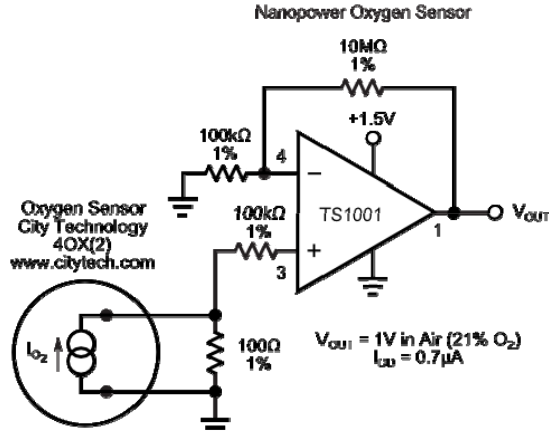 Nanopower Oxygen Sensor
10MΩ
1%
+1.5V
100kΩ
1%
4
Oxygen Sensor
City Technology
4OX(2)
www.citytech.com
100kΩ
1%
TS1001
1
VOUT
3
IO2
100Ω
1%
VOUT = 1V in Air (21% O2)
IDD = 0.7µA